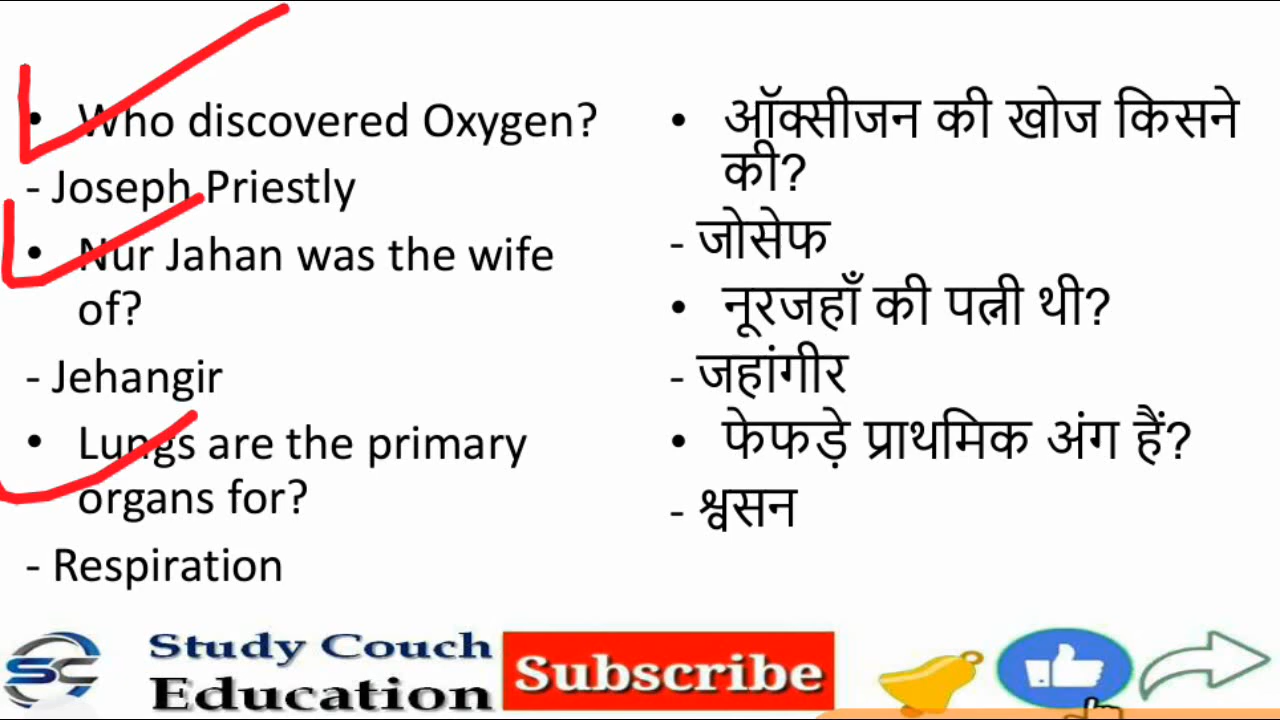 • Who discovered Oxygen?
- Joseph Priestly
• Nur Jahan was the wife
of?
- Jehangir
• Lungs are the primary
organs for?
- Respiration
• ऑक्सीजन की खोज किसने
की?
- जोसेफ
• नूरजहाँ की पत्नी थी?
- जहांगीर
• फेफड़े प्राथमिक अंग हैं?
- श्वसन
SC
Study Couch
Education
Subscribe